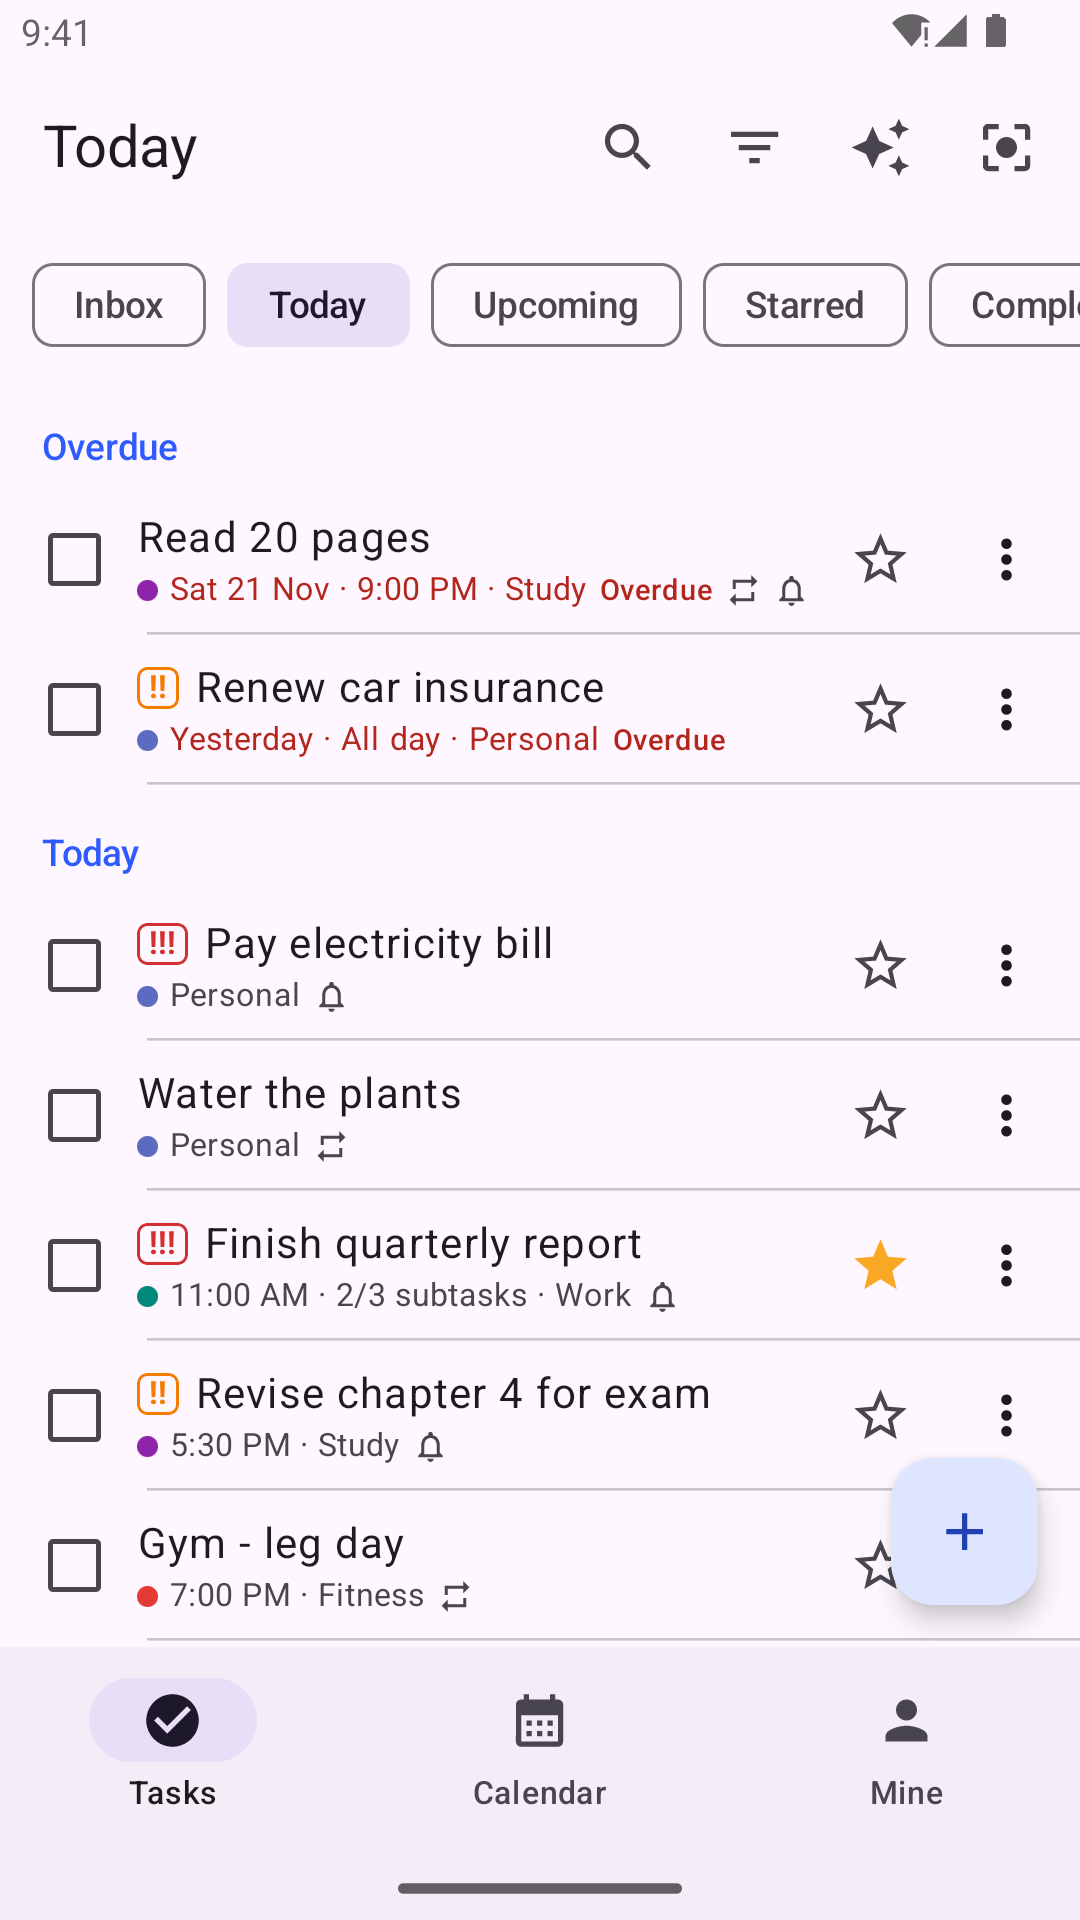 9:41
Today
Inbox
Today
Upcoming
Starred
Compl
Overdue
Read 20 pages
Sat 21 Nov · 9:00 PM · Study Overdue
!! Renew car insurance
Yesterday · All day · Personal Overdue
Today
!!! Pay electricity bill
Personal
Water the plants
Personal
!!! Finish quarterly report
11:00 AM · 2/3 subtasks · Work
!! Revise chapter 4 for exam
5:30 PM · Study
Gym - leg day
7:00 PM · Fitness
Tasks
Calendar
Mine